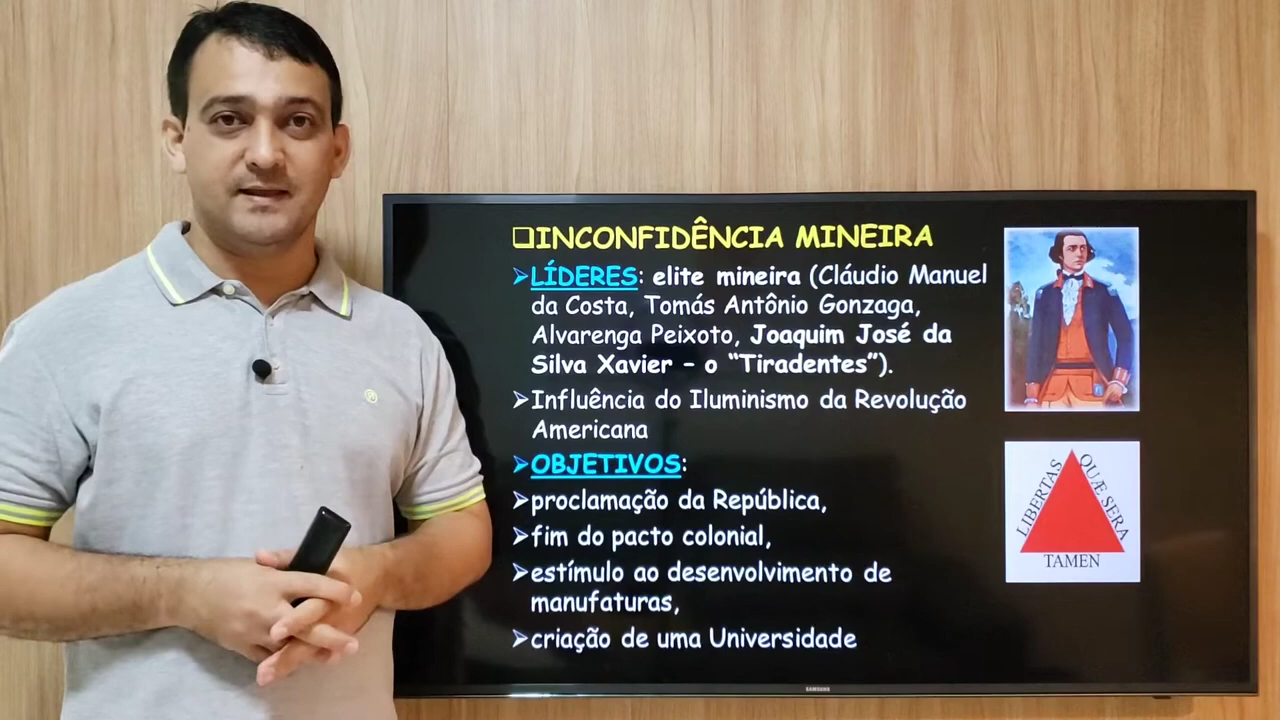 ❑INCONFIDÊNCIA MINEIRA
➢LÍDERES: elite mineira (Cláudio Manuel
da Costa, Tomás Antônio Gonzaga,
Alvarenga Peixoto, Joaquim José da
Silva Xavier – o “Tiradentes”).
➢Influência do Iluminismo da Revolução
Americana
➢OBJETIVOS:
➢proclamação da República,
➢fim do pacto colonial,
➢estímulo ao desenvolvimento de
manufaturas,
➢criação de uma Universidade
LIBERTAS QUÆ SERA
TAMEN
SAMSUNG